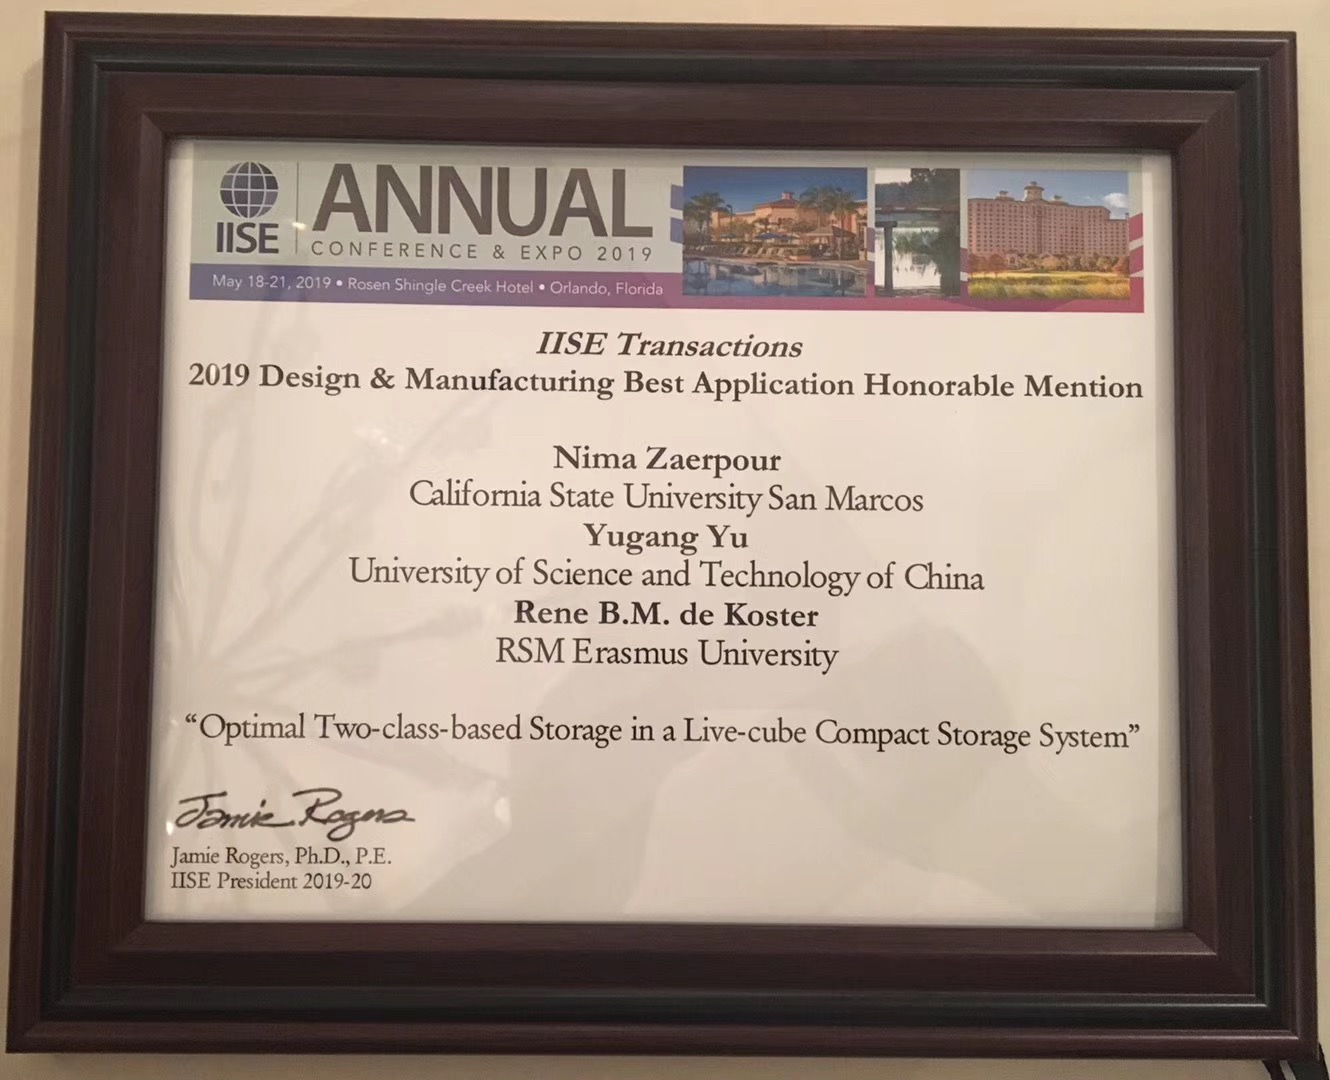 IISE
ANNUAL
CONFERENCE & EXPO 2019
May 18-21, 2019 • Rosen Shingle Creek Hotel • Orlando, Florida
IISE Transactions
2019 Design & Manufacturing Best Application Honorable Mention
Nima Zaerpour
California State University San Marcos
Yugang Yu
University of Science and Technology of China
Rene B.M. de Koster
RSM Erasmus University
“Optimal Two-class-based Storage in a Live-cube Compact Storage System”
Jamie Rogers
Jamie Rogers, Ph.D., P.E.
IISE President 2019-20